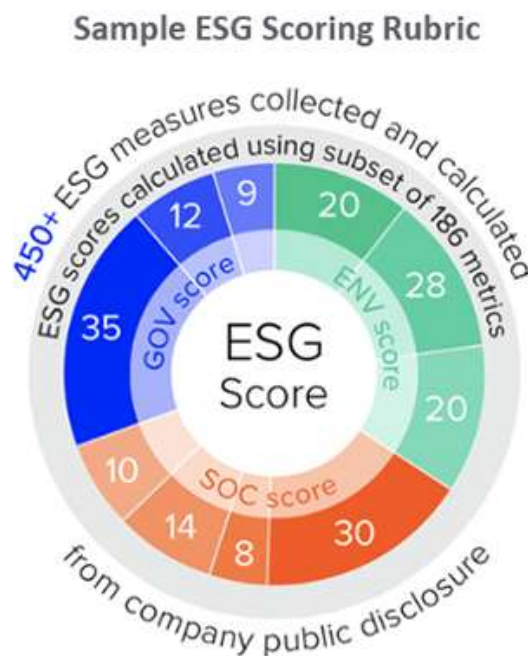 Sample ESG Scoring Rubric
450+ ESG measures collected and calculated
ESG scores calculated using subset of 186 metrics
12
9
20
35
GOV score
ENV score
28
ESG
Score
20
10
SOC score
14
8
30
from company public disclosure